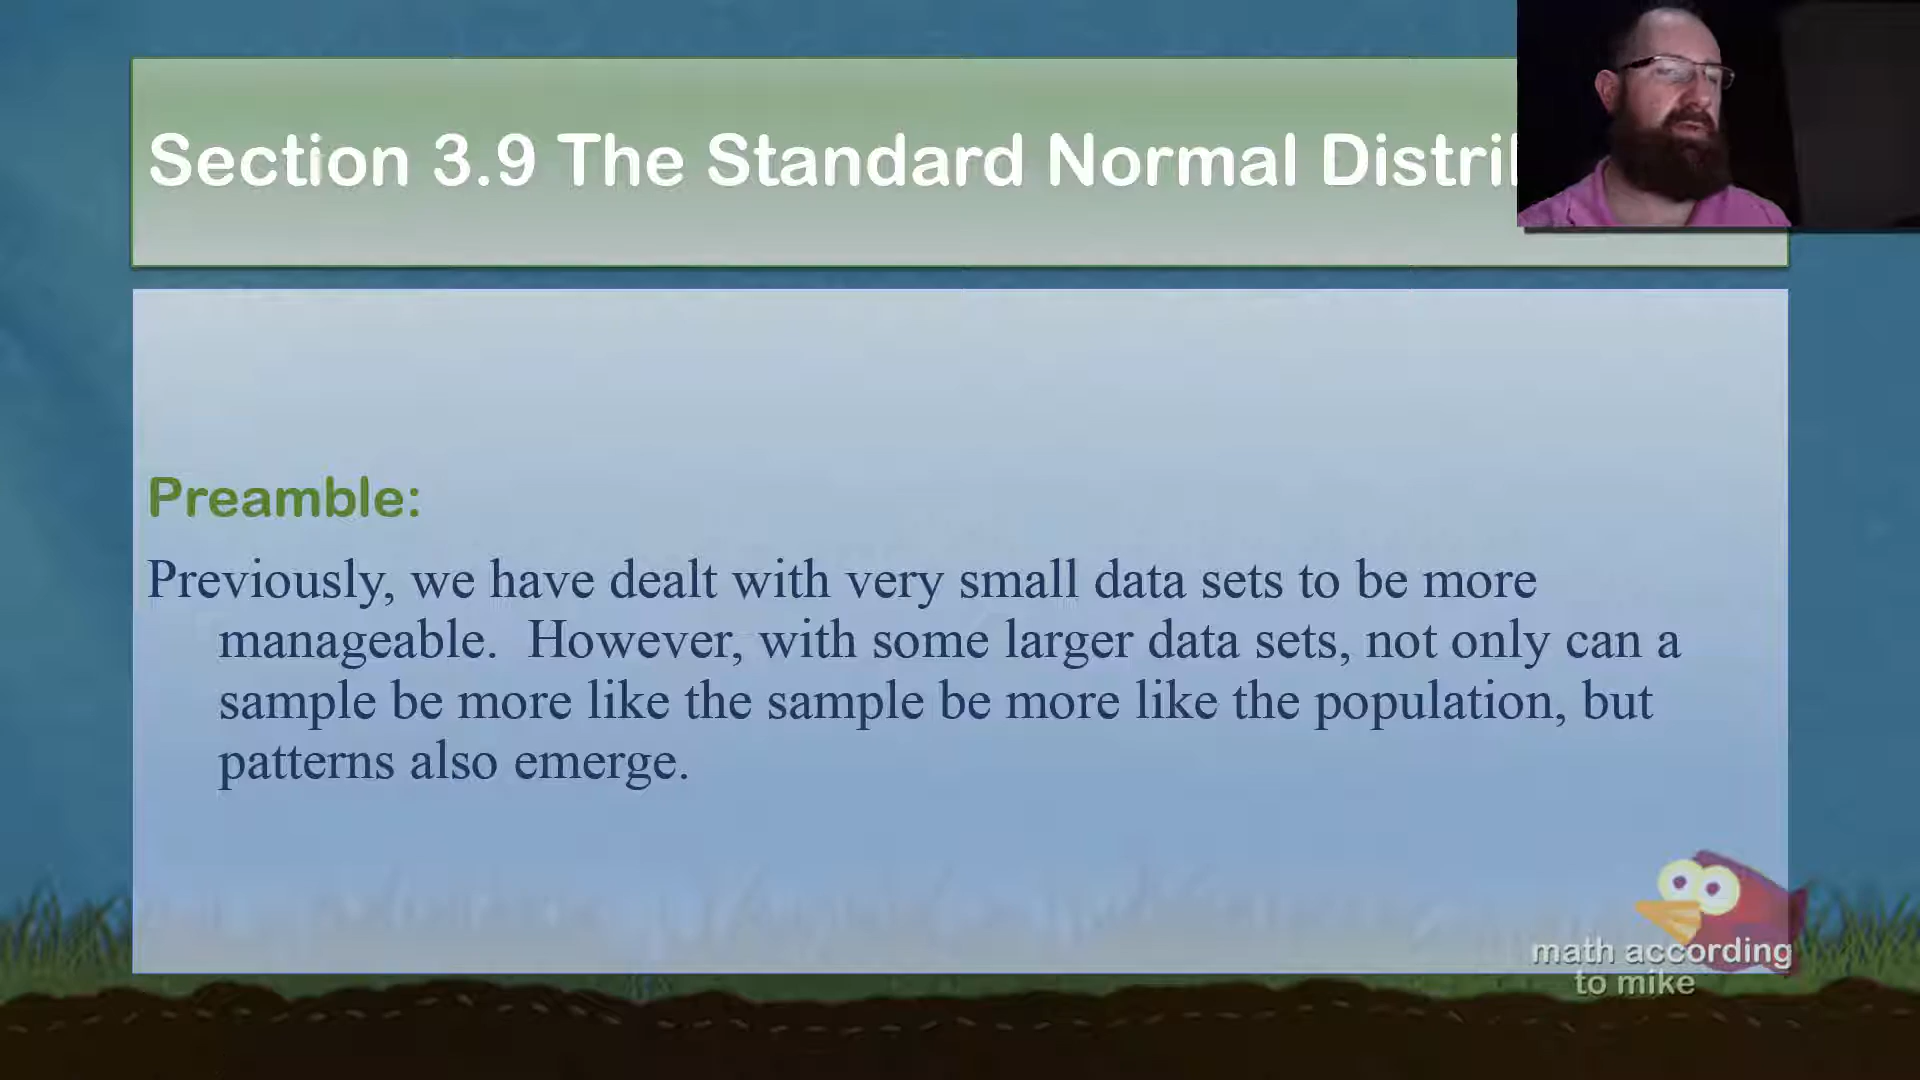 Section 3.9 The Standard Normal
Preamble:
Previously, we have dealt with very small data sets to be more
manageable. However, with some larger data sets, not only can a
sample be more like the sample be more like the population, but
patterns also emerge.
math according
to mike